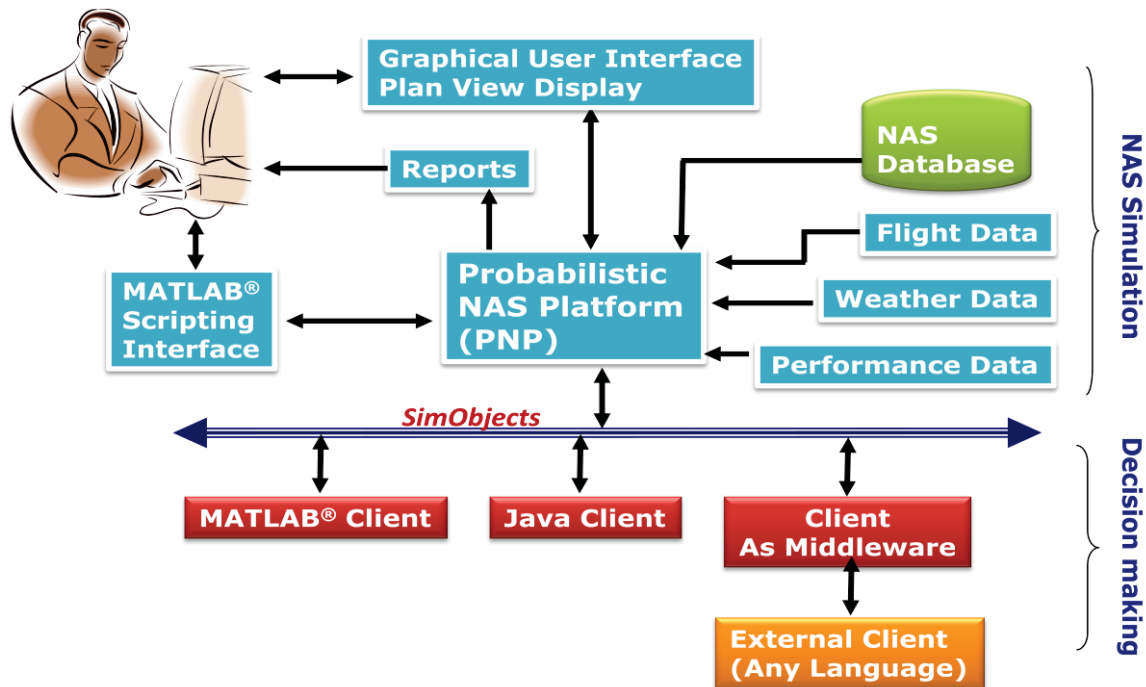 Graphical User Interface
Plan View Display
NAS
Database
Reports
Flight Data
MATLAB®
Scripting
Interface
Probabilistic
NAS Platform
(PNP)
Weather Data
Performance Data
NAS Simulation
SimObjects
MATLAB® Client
Java Client
Client
As Middleware
External Client
(Any Language)
Decision making